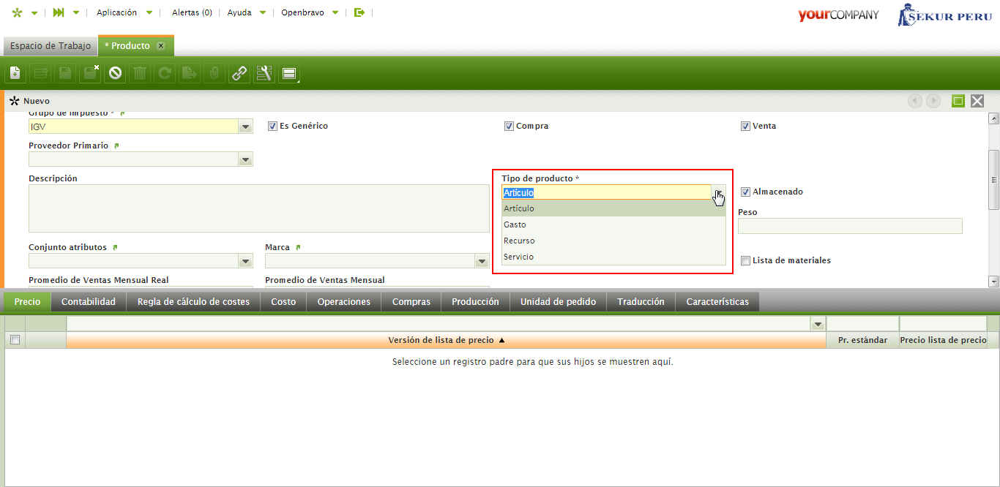 Aplicación Alertas (0) Ayuda Openbravo
yourCOMPANY SEKUR PERU
Espacio de Trabajo * Producto
Nuevo
Grupo de impuesto *
IGV Es Genérico Compra Venta
Proveedor Primario
Descripción Tipo de producto *
Artículo Almacenado
Artículo
Peso
Gasto
Recurso
Conjunto atributos Marca
Servicio Lista de materiales
Promedio de Ventas Mensual Real Promedio de Ventas Mensual
Precio Contabilidad Regla de cálculo de costes Costo Operaciones Compras Producción Unidad de pedido Traducción Características
Versión de lista de precio Pr. estándar Precio lista de precio
Seleccione un registro padre para que sus hijos se muestren aquí.